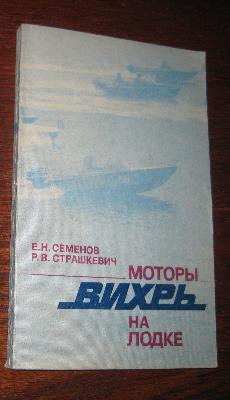 Е.Н. СЕМЕНОВ
Р.В. СТРАШКЕВИЧ
МОТОРЫ
ВИХРЬ
НА
ЛОДКЕ